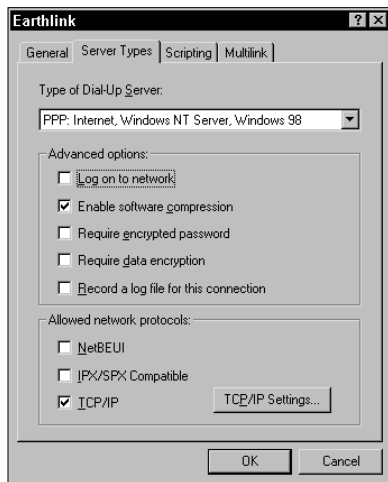 Earthlink
General Server Types Scripting Multilink
Type of Dial-Up Server:
PPP: Internet, Windows NT Server, Windows 98
Advanced options:
Log on to network
Enable software compression
Require encrypted password
Require data encryption
Record a log file for this connection
Allowed network protocols:
NetBEUI
IPX/SPX Compatible
TCP/IP TCP/IP Settings...
OK Cancel